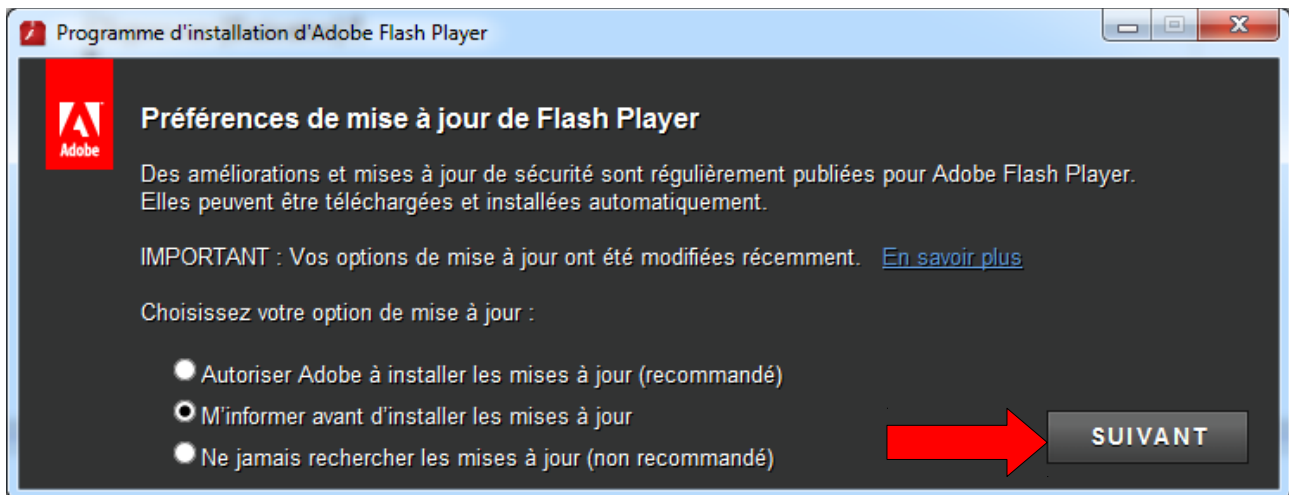 Programme d'installation d'Adobe Flash Player
Adobe
Préférences de mise à jour de Flash Player
Des améliorations et mises à jour de sécurité sont régulièrement publiées pour Adobe Flash Player.
Elles peuvent être téléchargées et installées automatiquement.
IMPORTANT : Vos options de mise à jour ont été modifiées récemment. En savoir plus
Choisissez votre option de mise à jour :
Autoriser Adobe à installer les mises à jour (recommandé)
M'informer avant d'installer les mises à jour
Ne jamais rechercher les mises à jour (non recommandé)
SUIVANT